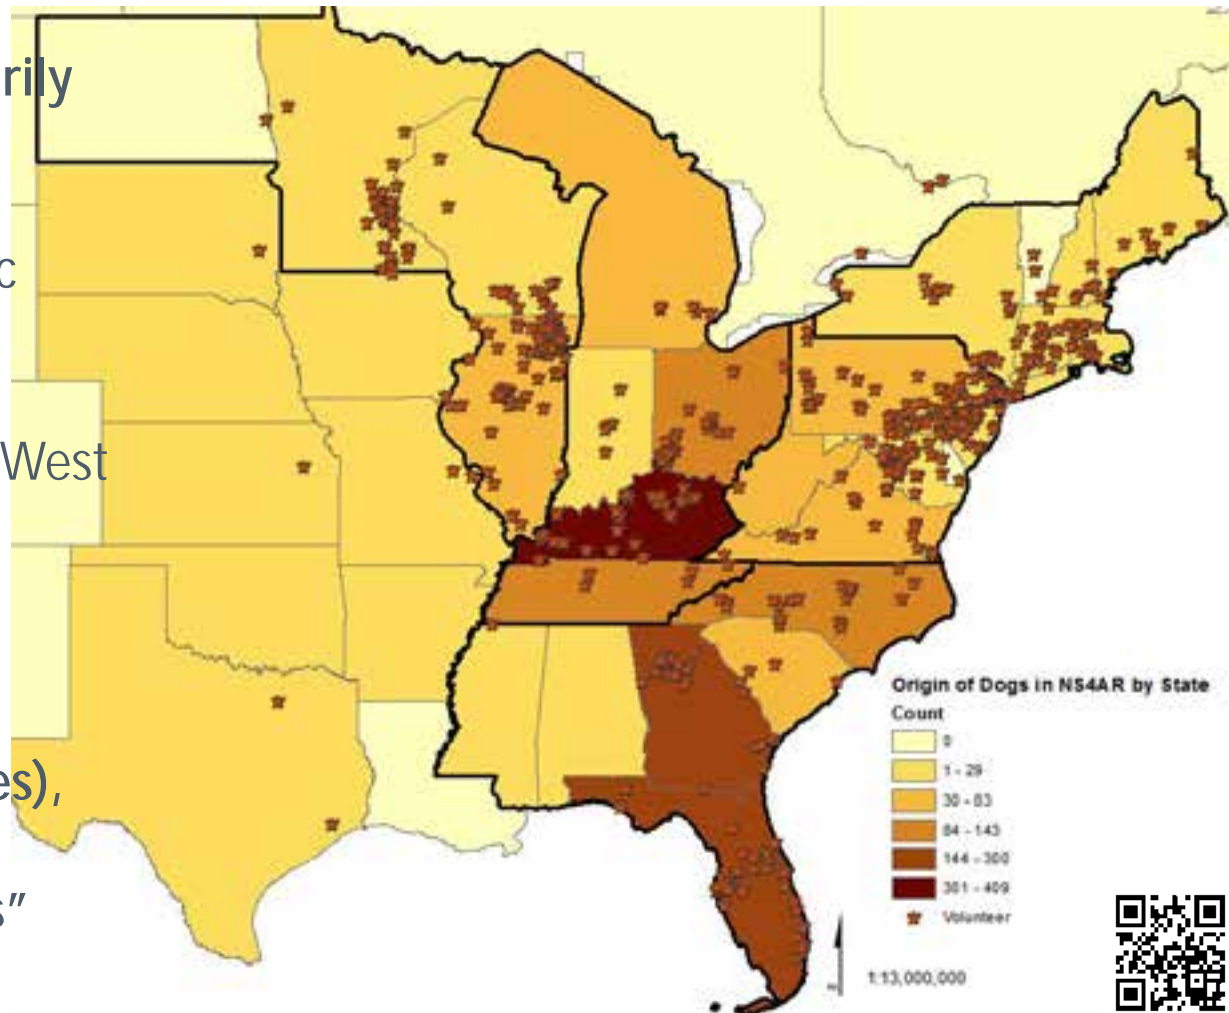 rily
c
West
es),
s"
Origin of Dogs in NS4AR by State
Count
0
1 - 29
30 - 83
84 - 143
144 - 300
301 - 409
Volunteer
1:13,000,000